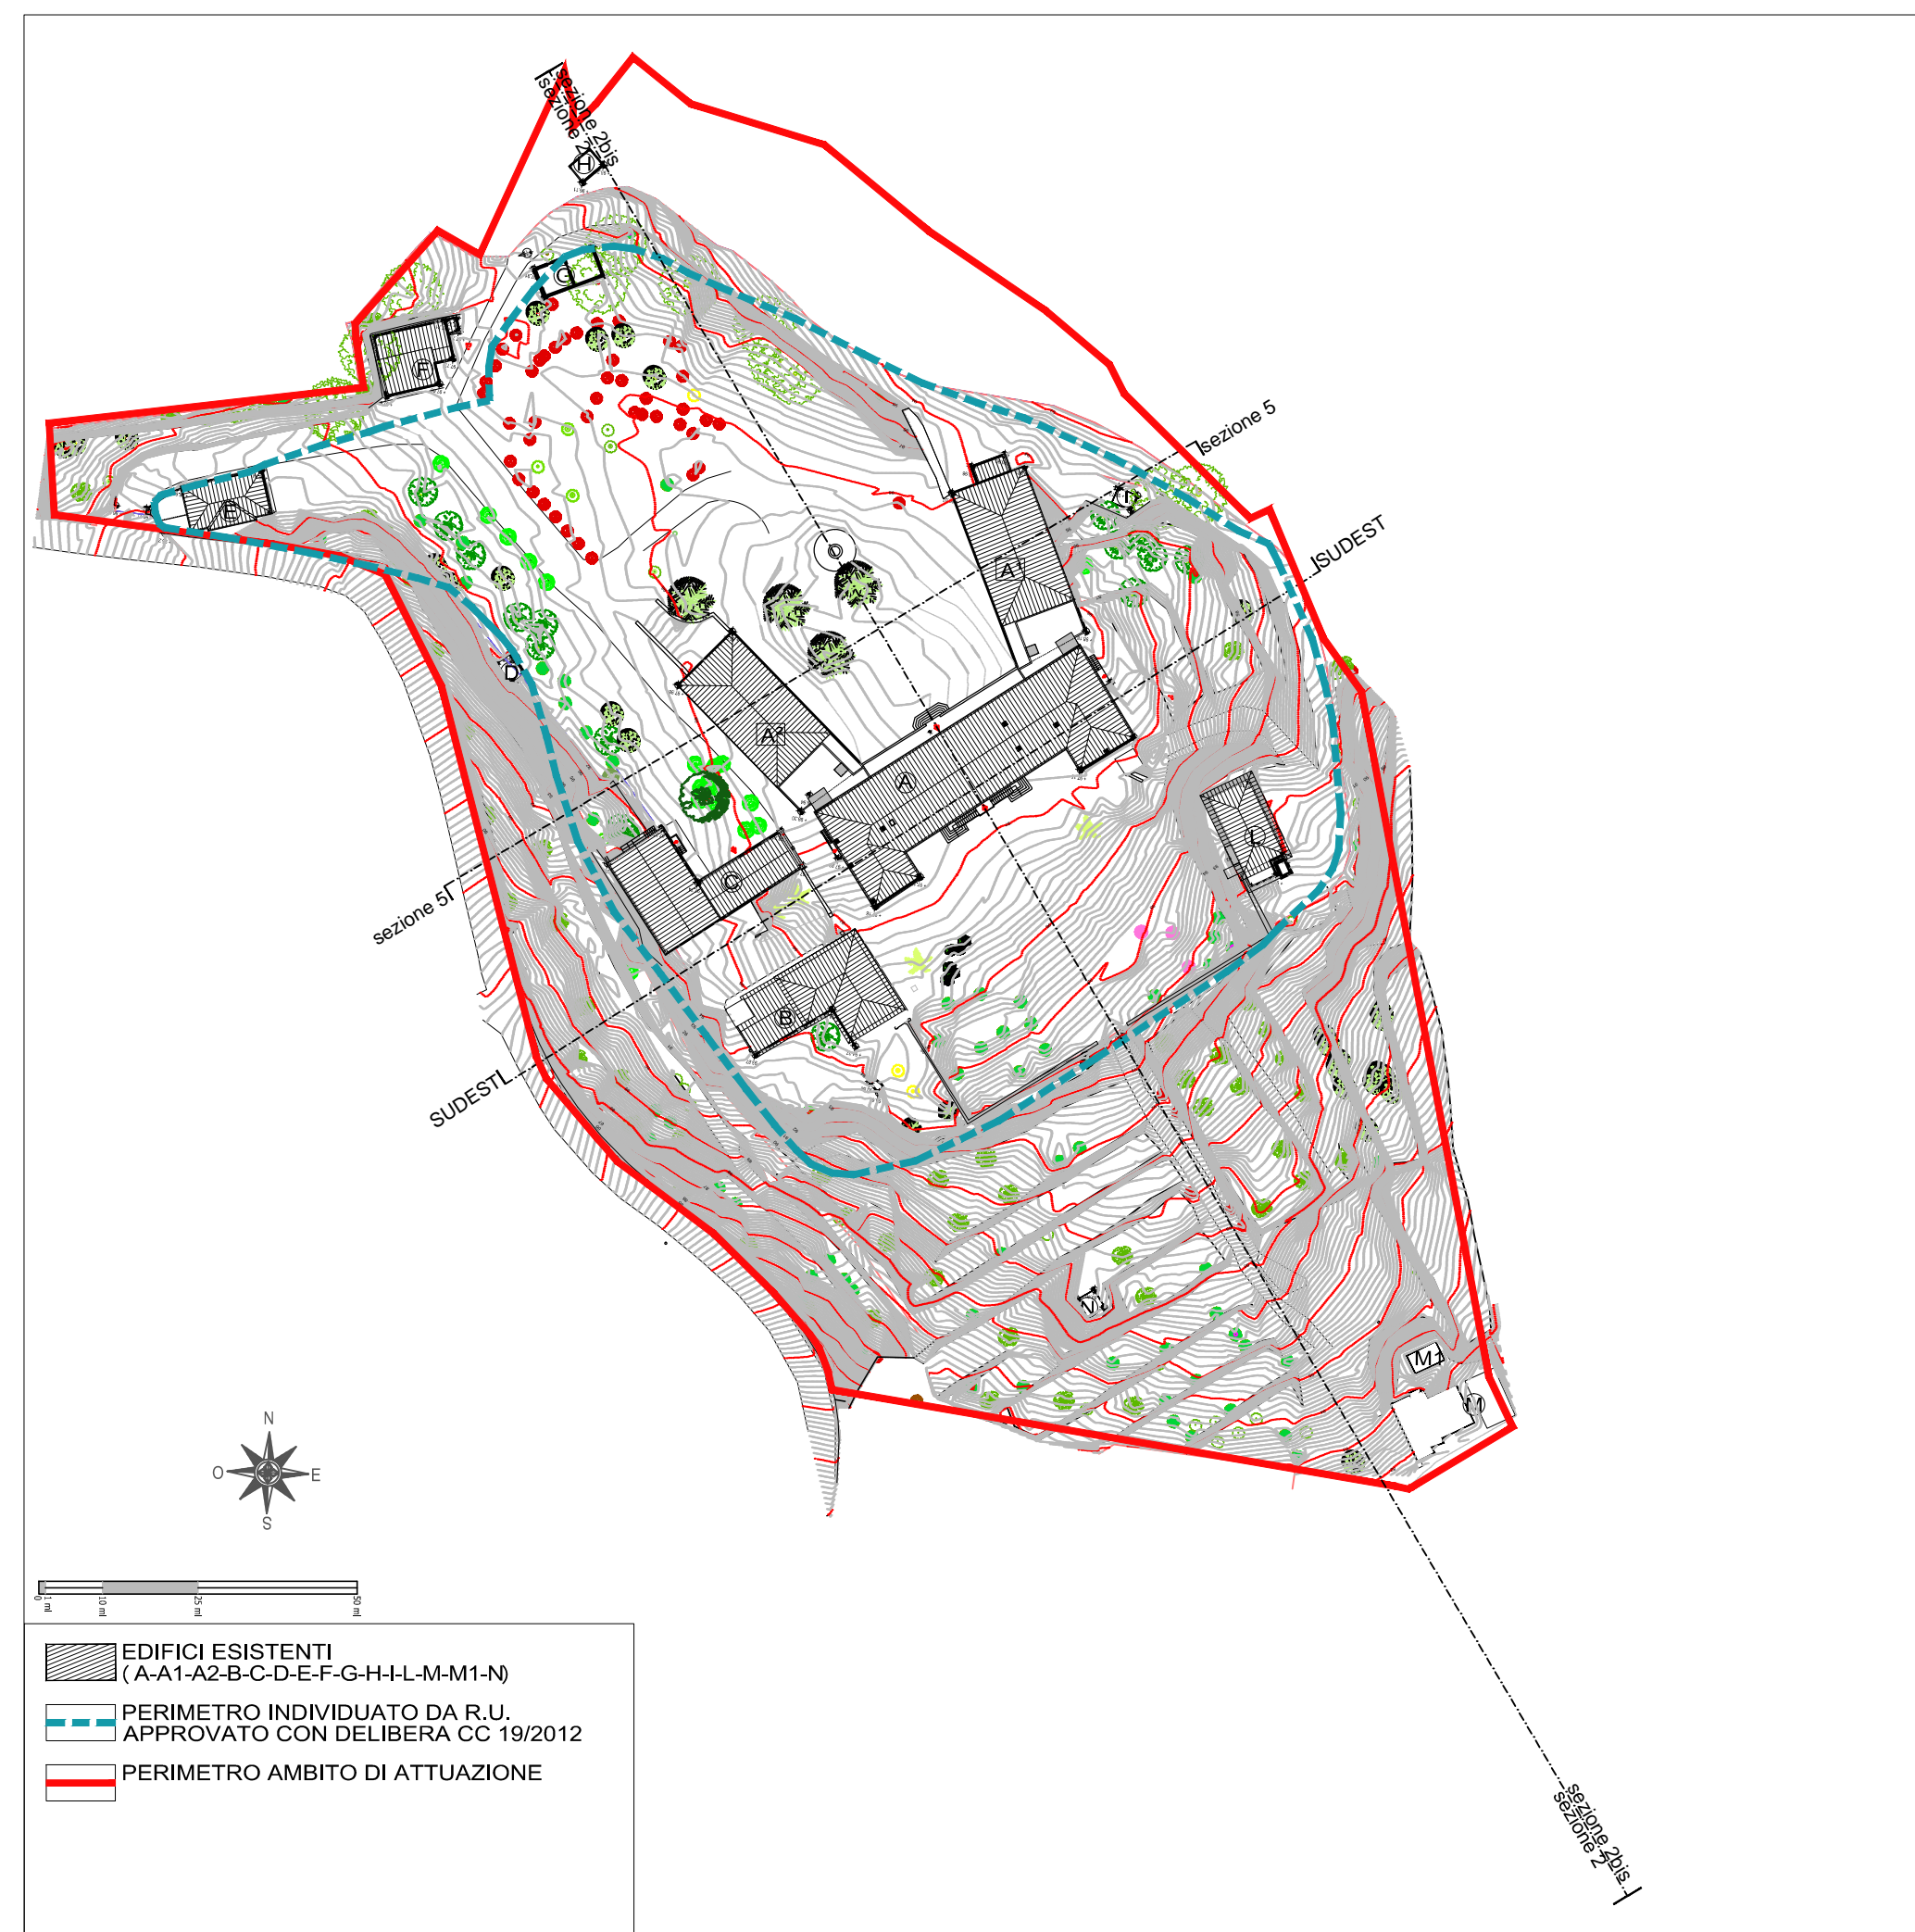 sezione 2bis
sezione 2
H
G
sezione 5
F
I
E
D
A1
SUDEST
D
A2
A
L
C
sezione 5
B
SUDEST
V
M1
M
N
O
E
S
0
1 ml
10 ml
25 ml
50 ml
EDIFICI ESISTENTI
( A-A1-A2-B-C-D-E-F-G-H-I-L-M-M1-N)
PERIMETRO INDIVIDUATO DA R.U.
APPROVATO CON DELIBERA CC 19/2012
PERIMETRO AMBITO DI ATTUAZIONE
sezione 2bis
sezione 2